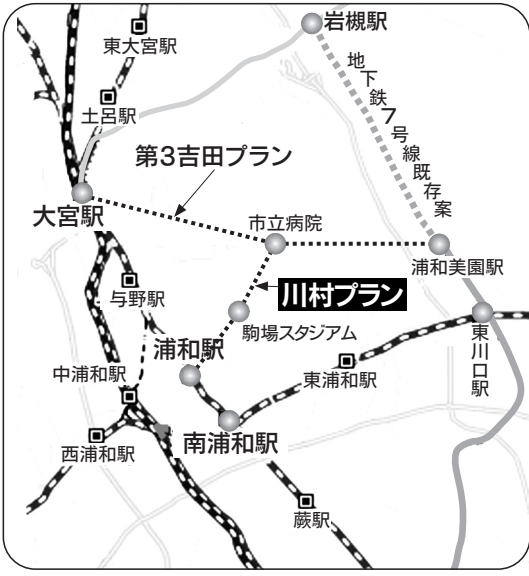 岩槻駅
東大宮駅
地下鉄7号線既存案
土呂駅
第3吉田プラン
大宮駅
市立病院
浦和美園駅
与野駅
川村プラン
駒場スタジアム
浦和駅
東川口駅
中浦和駅
東浦和駅
南浦和駅
西浦和駅
蕨駅